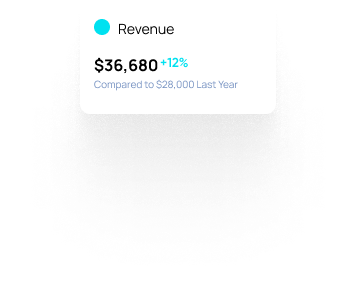 Revenue
$36,680 +12%
Compared to $28,000 Last Year